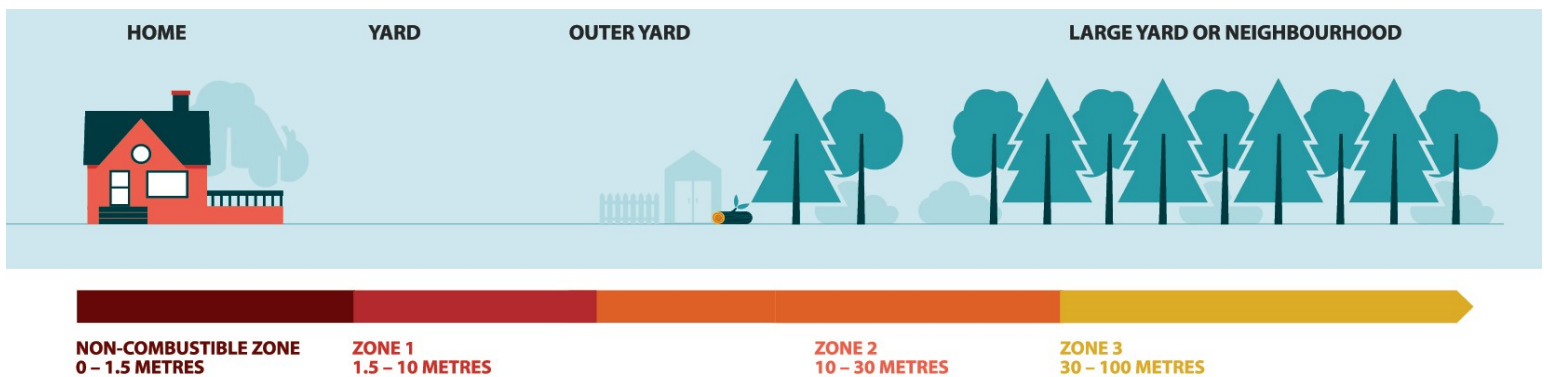 HOME YARD OUTER YARD LARGE YARD OR NEIGHBOURHOOD
NON-COMBUSTIBLE ZONE
0 – 1.5 METRES
ZONE 1
1.5 – 10 METRES
ZONE 2
10 – 30 METRES
ZONE 3
30 – 100 METRES